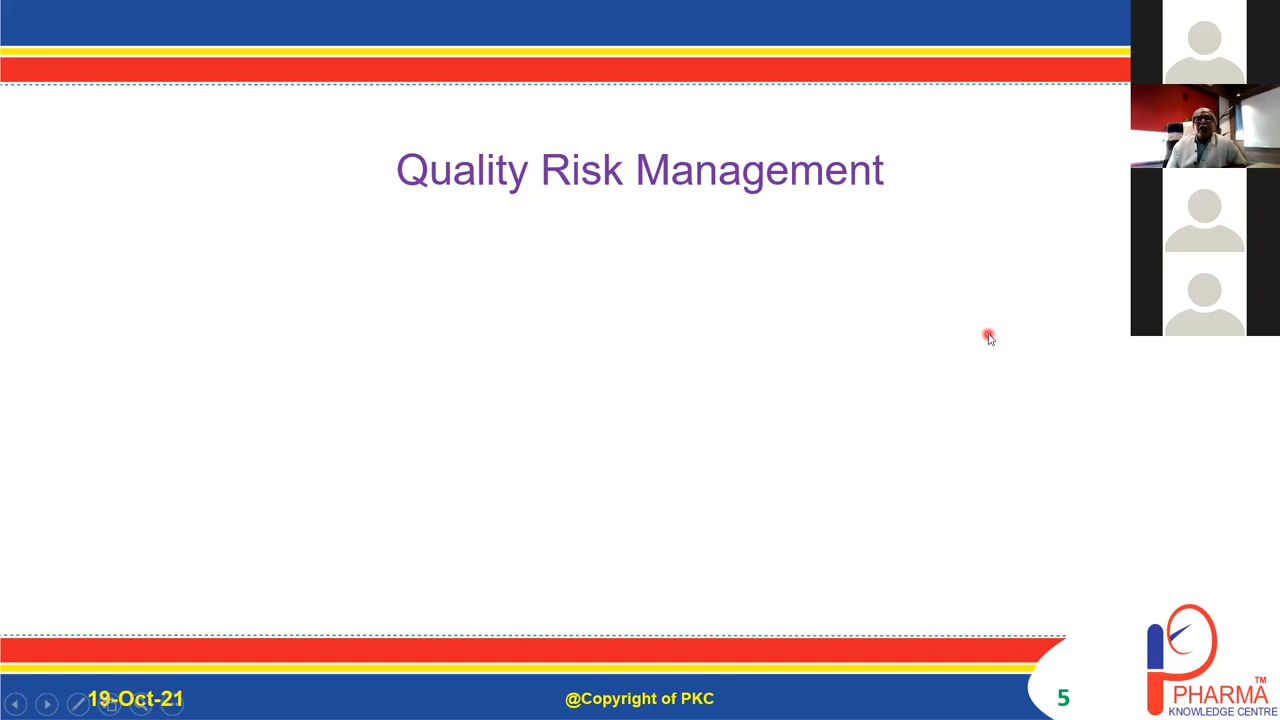 Quality Risk Management
19-Oct-21
@Copyright of PKC
5
PHARMA TM
KNOWLEDGE CENTRE